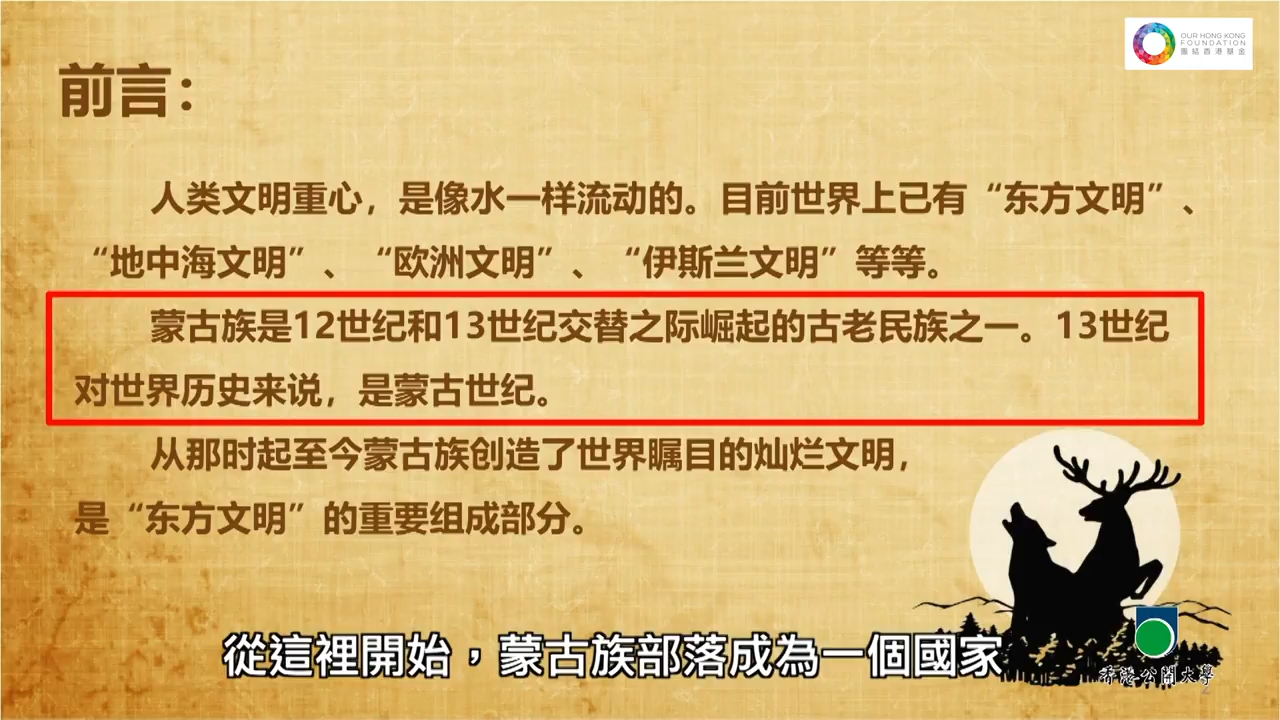 OUR HONG KONG
FOUNDATION
團結香港基金
前言：
人类文明重心，是像水一样流动的。目前世界上已有“东方文明”、
“地中海文明”、“欧洲文明”、“伊斯兰文明”等等。
蒙古族是12世纪和13世纪交替之际崛起的古老民族之一。13世纪
对世界历史来说，是蒙古世纪。
从那时起至今蒙古族创造了世界瞩目的灿烂文明，
是“东方文明”的重要组成部分。
從這裡開始，蒙古族部落成為一個國家
香港公開大學